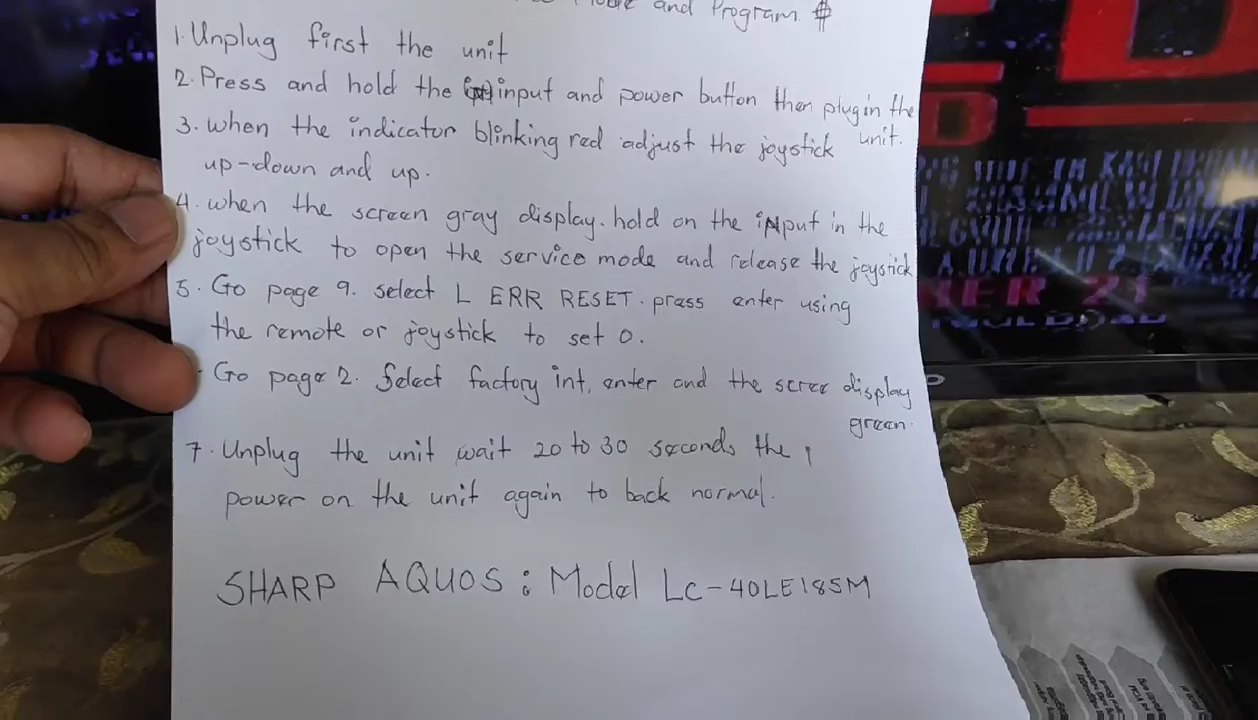 and Program #
1. Unplug first the unit
2. Press and hold the input and power button then plugin the
unit.
3. when the indicator blinking red adjust the joystick
up-down and up.
4. when the screen gray display. hold on the input in the
joystick to open the service mode and release the joystick
5. Go page 9. select L ERR RESET. press enter using
the remote or joystick to set 0.
Go page 2. Select factory int, enter and the scree display
green.
7. Unplug the unit wait 20 to 30 seconds the
power on the unit again to back normal.
SHARP AQUOS: Model LC-40LE185M